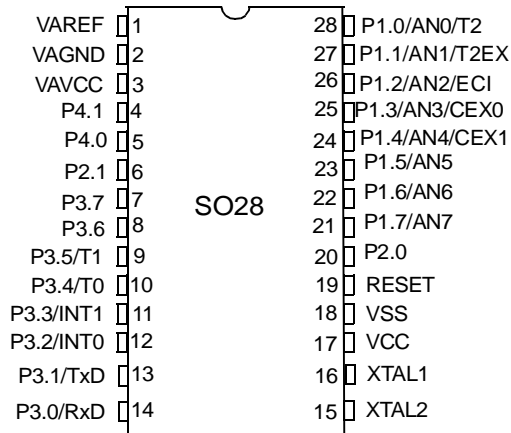 VAREF 1 28 P1.0/AN0/T2
VAGND 2 27 P1.1/AN1/T2EX
VAVCC 3 26 P1.2/AN2/ECI
P4.1 4 25 P1.3/AN3/CEX0
P4.0 5 24 P1.4/AN4/CEX1
P2.1 6 23 P1.5/AN5
P3.7 7 22 P1.6/AN6
SO28
P3.6 8 21 P1.7/AN7
P3.5/T1 9 20 P2.0
P3.4/T0 10 19 RESET
P3.3/INT1 11 18 VSS
P3.2/INT0 12 17 VCC
P3.1/TxD 13 16 XTAL1
P3.0/RxD 14 15 XTAL2